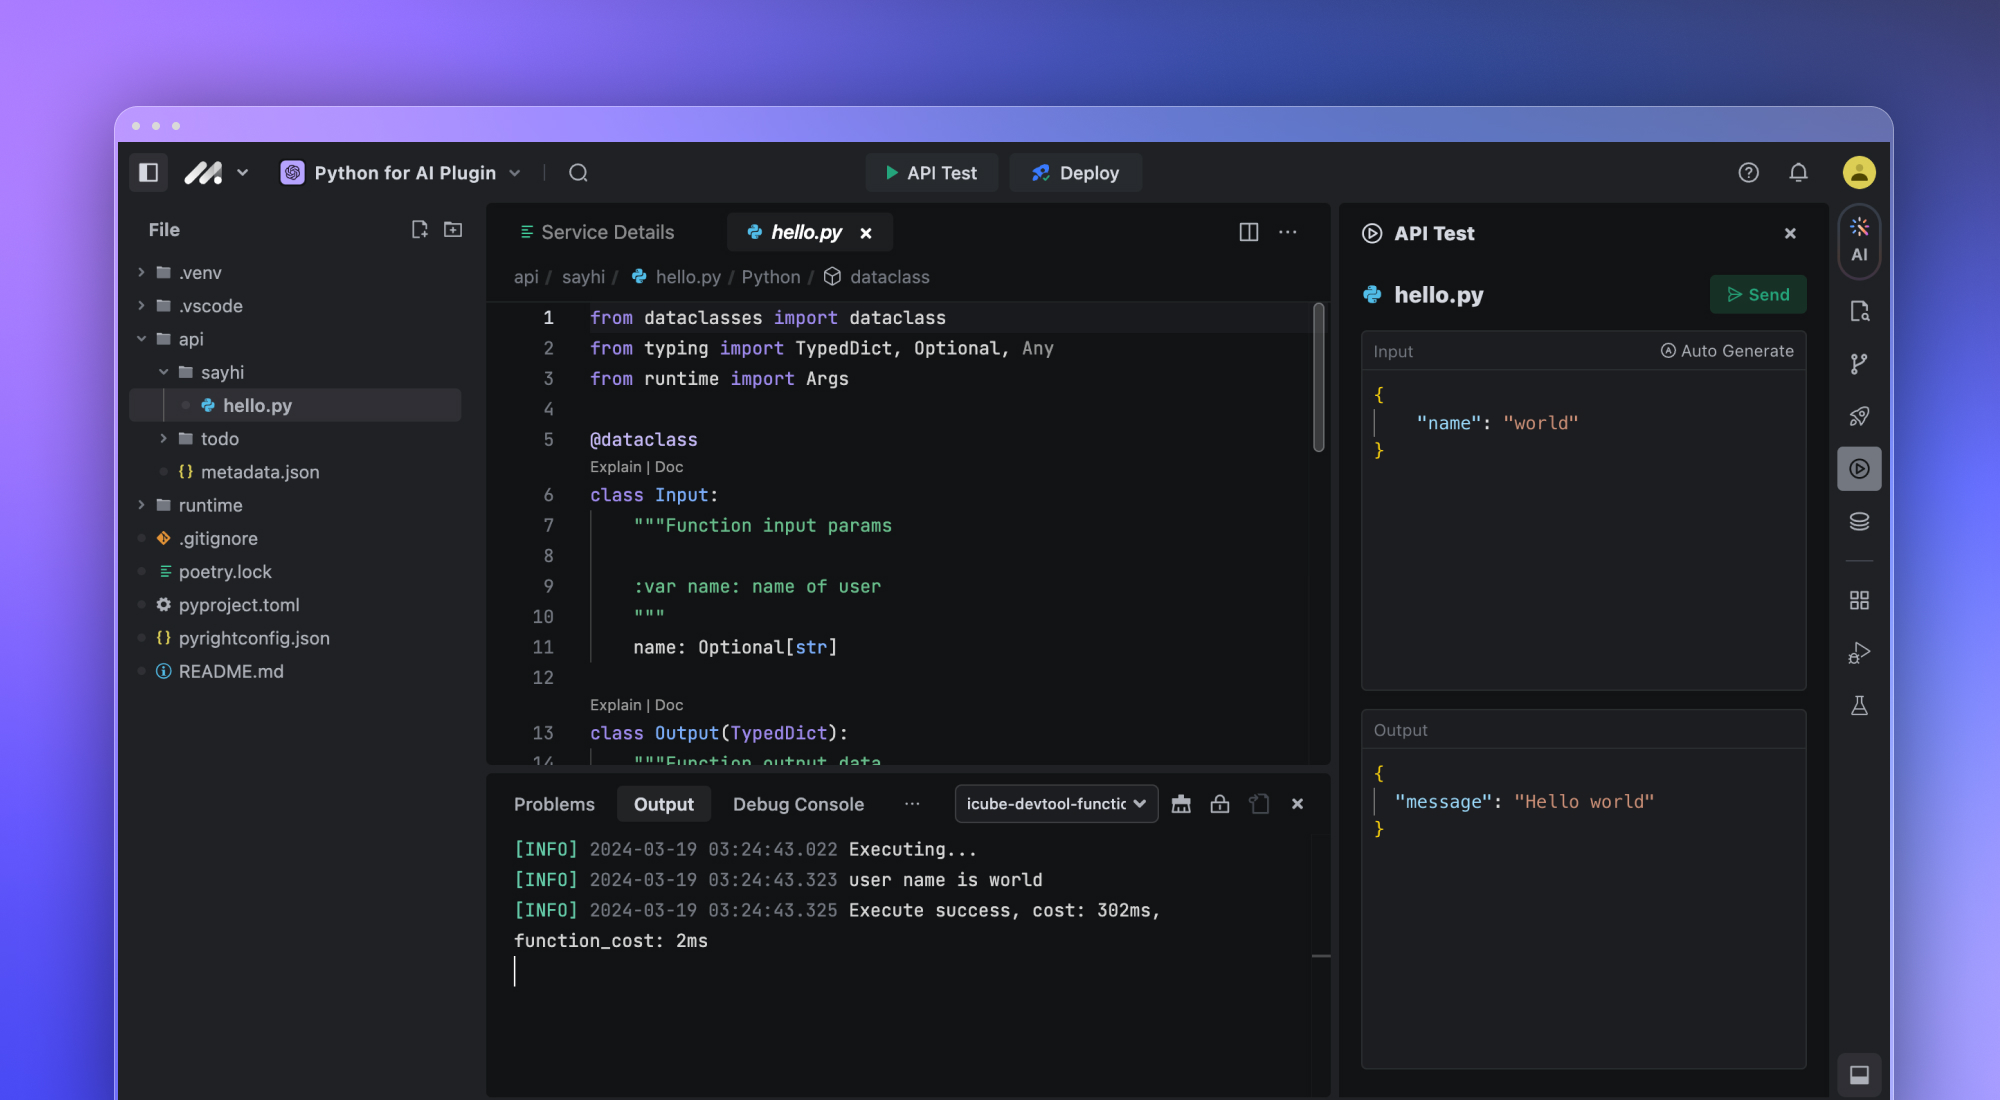 Python for AI Plugin
API Test
Deploy
File
.venv
.vscode
api
sayhi
hello.py
todo
metadata.json
runtime
.gitignore
poetry.lock
pyproject.toml
pyrightconfig.json
README.md
Service Details
hello.py
api / sayhi / hello.py / Python / dataclass
1 from dataclasses import dataclass
2 from typing import TypedDict, Optional, Any
3 from runtime import Args
4
5 @dataclass
Explain | Doc
6 class Input:
7 """Function input params
8
9 :var name: name of user
10 """
11 name: Optional[str]
12
Explain | Doc
13 class Output(TypedDict):
14 """Function output data
Problems
Output
Debug Console
icube-devtool-functic
[INFO] 2024-03-19 03:24:43.022 Executing...
[INFO] 2024-03-19 03:24:43.323 user name is world
[INFO] 2024-03-19 03:24:43.325 Execute success, cost: 302ms,
function_cost: 2ms
API Test
hello.py
Send
Input
Auto Generate
{
"name": "world"
}
Output
{
"message": "Hello world"
}
AI